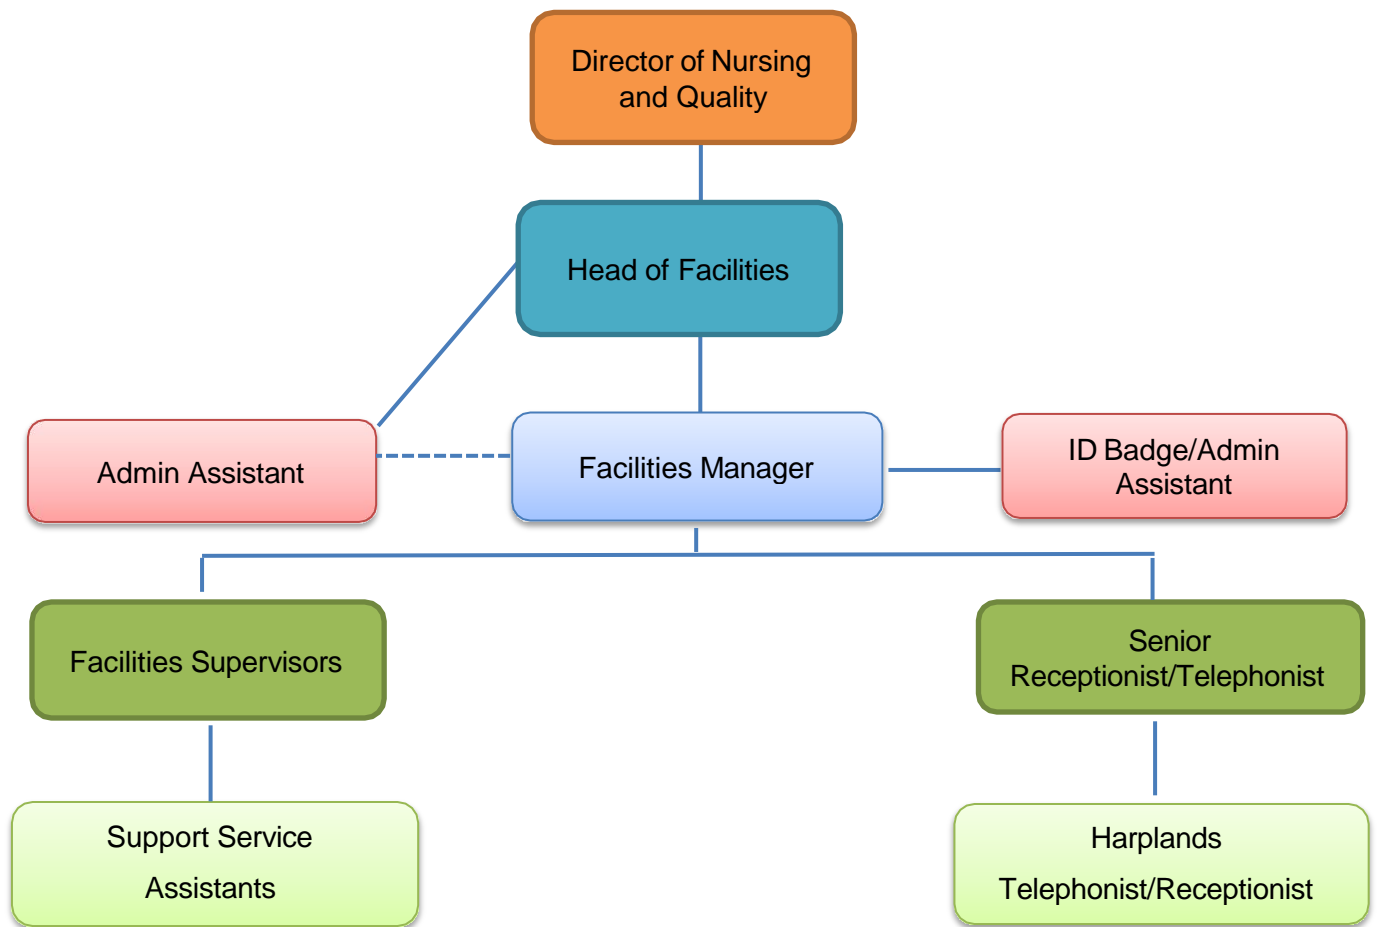 Director of Nursing
and Quality
Head of Facilities
Admin Assistant
Facilities Manager
ID Badge/Admin
Assistant
Facilities Supervisors
Senior
Receptionist/Telephonist
Support Service
Assistants
Harplands
Telephonist/Receptionist